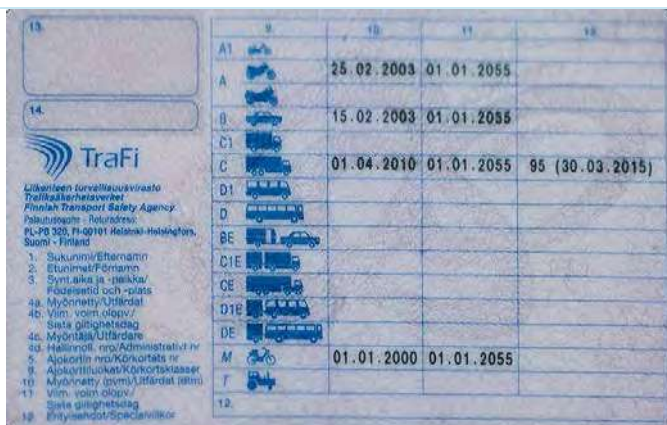 13.
14.
TraFi
Liikenteen turvallisuusvirasto
Trafiksäkerhetsverket
Finnish Transport Safety Agency
Palautusosoite - Returadress:
PL-PB 320, FI-00101 Helsinki-Helsingfors,
Suomi - Finland
1. Sukunimi/Efternamn
2. Etunimet/Förnamn
3. Synt.aika ja -paikka/
Födelsetid och -plats
4a. Myönnetty/Utfärdat
4b. Viim. voim.olopv./
Sista giltighetsdag
4c. Myöntäjä/Utfärdare
4d. Hallinnoll. nro/Administrativt nr
5. Ajokortin nro/Körkortets nr
9. Ajokorttiluokat/Körkortsklasser
10. Myönnetty (pvm)/Utfärdat (dtm)
11. Viim. voim.olopv./
Sista giltighetsdag
12. Erityisehdot/Specialvillkor
9. 10. 11. 12.
A1
A 25.02.2003 01.01.2055
B 15.02.2003 01.01.2055
C1
C 01.04.2010 01.01.2055 95 (30.03.2015)
D1
D
BE
C1E
CE
D1E
DE
M 01.01.2000 01.01.2055
T
12.